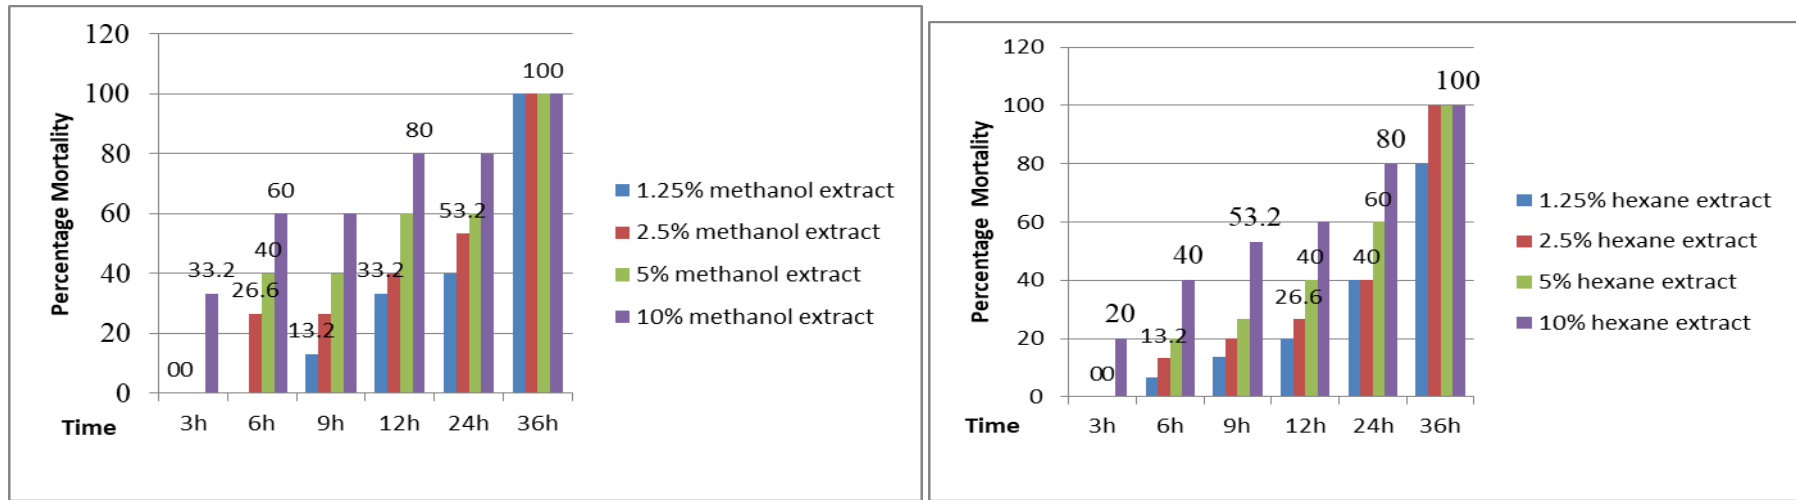 120
100
80
60
40
20
0
Percentage Mortality
00
33.2
26.6
40
60
13.2
33.2
80
53.2
100
Time
3h 6h 9h 12h 24h 36h
1.25% methanol extract
2.5% methanol extract
5% methanol extract
10% methanol extract
120
100
80
60
40
20
0
Percentage Mortality
00
20
13.2
40
53.2
26.6
40
40
60
80
100
Time
3h 6h 9h 12h 24h 36h
1.25% hexane extract
2.5% hexane extract
5% hexane extract
10% hexane extract